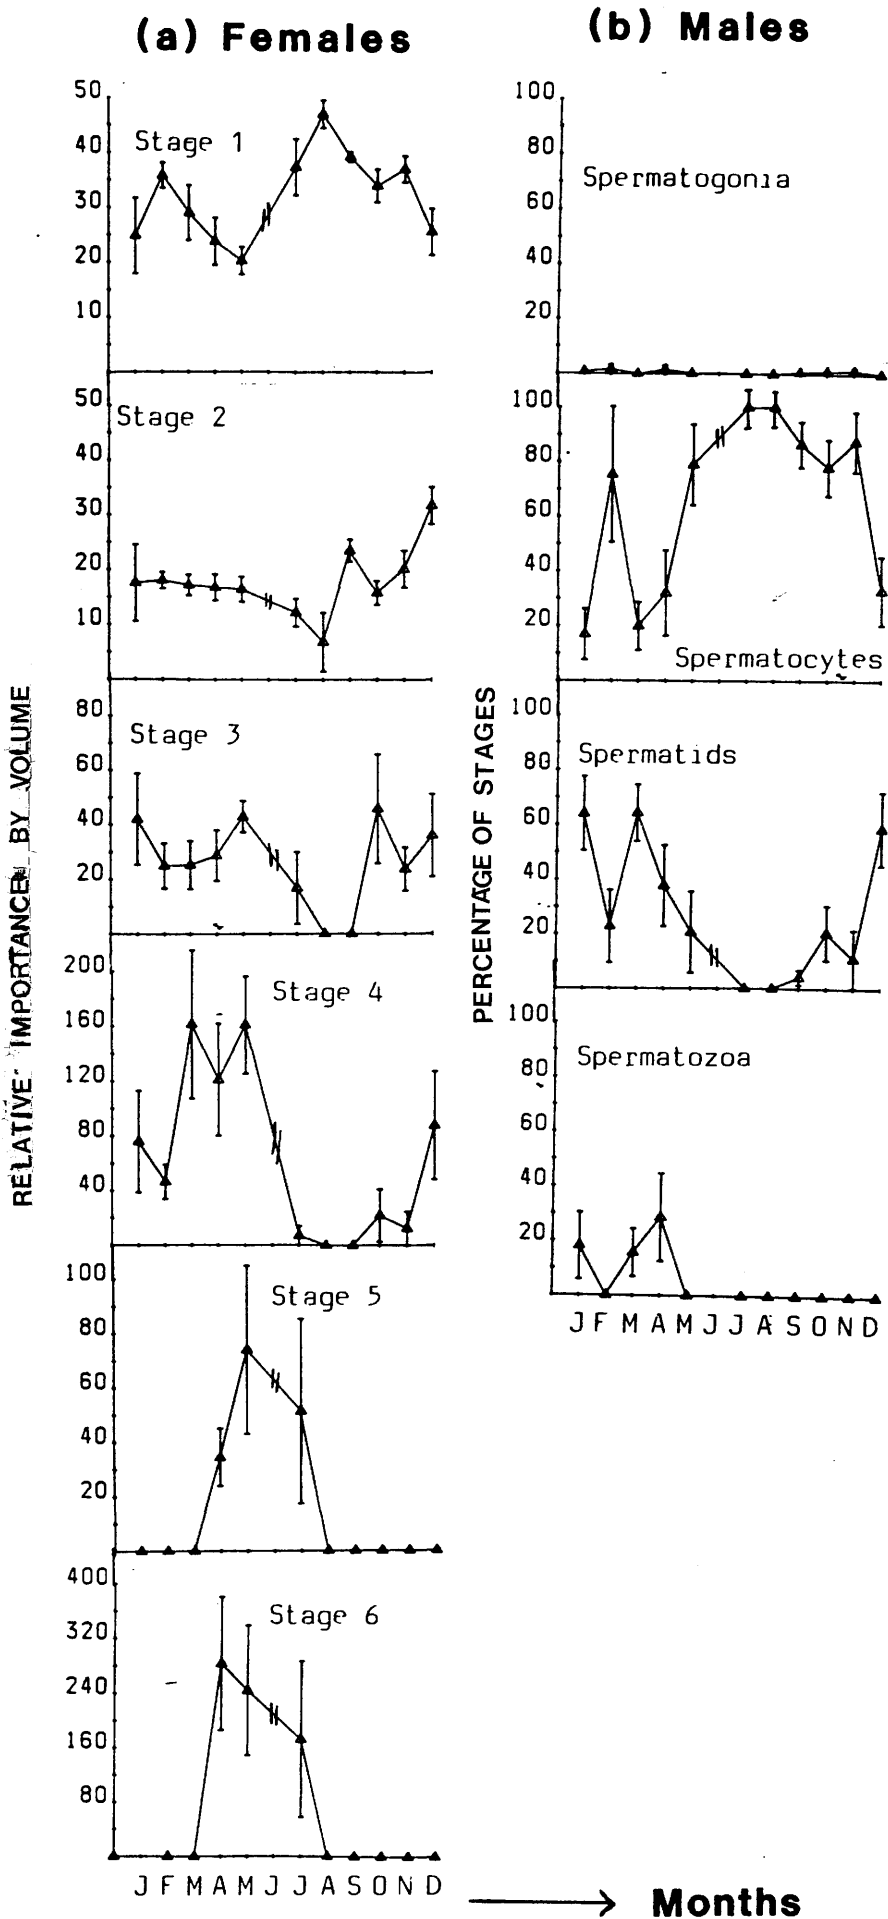 (a) Females
(b) Males
RELATIVE IMPORTANCE BY VOLUME
Stage 1
50
40
30
20
10
Stage 2
50
40
30
20
10
Stage 3
80
60
40
20
Stage 4
200
160
120
80
40
Stage 5
100
80
60
40
20
Stage 6
400
320
240
160
80
J F M A M J J A S O N D
PERCENTAGE OF STAGES
Spermatogonia
100
80
60
40
20
100
80
60
40
20
Spermatocytes
100
80
60
40
20
Spermatids
100
80
60
40
20
Spermatozoa
J F M A M J J A S O N D
Months